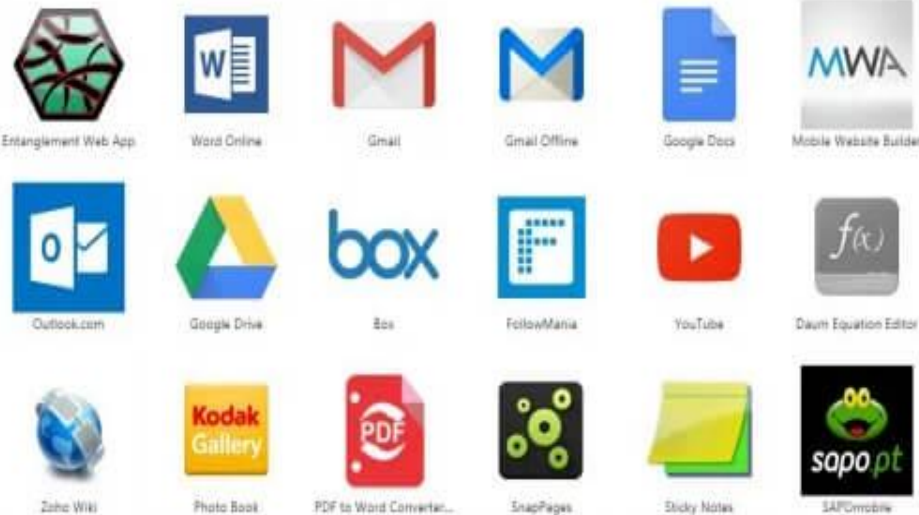 W
MWA
Entanglement Web App
Word Online
Gmail
Gmail Offline
Google Docs
Mobile Website Builder
O
box
F
f(x)
Outlook.com
Google Drive
Box
FollowMania
YouTube
Daum Equation Editor
Kodak
Gallery
PDF
sapo.pt
Zoho Wiki
Photo Book
PDF to Word Converter...
SnapPages
Sticky Notes
SAPOmobile